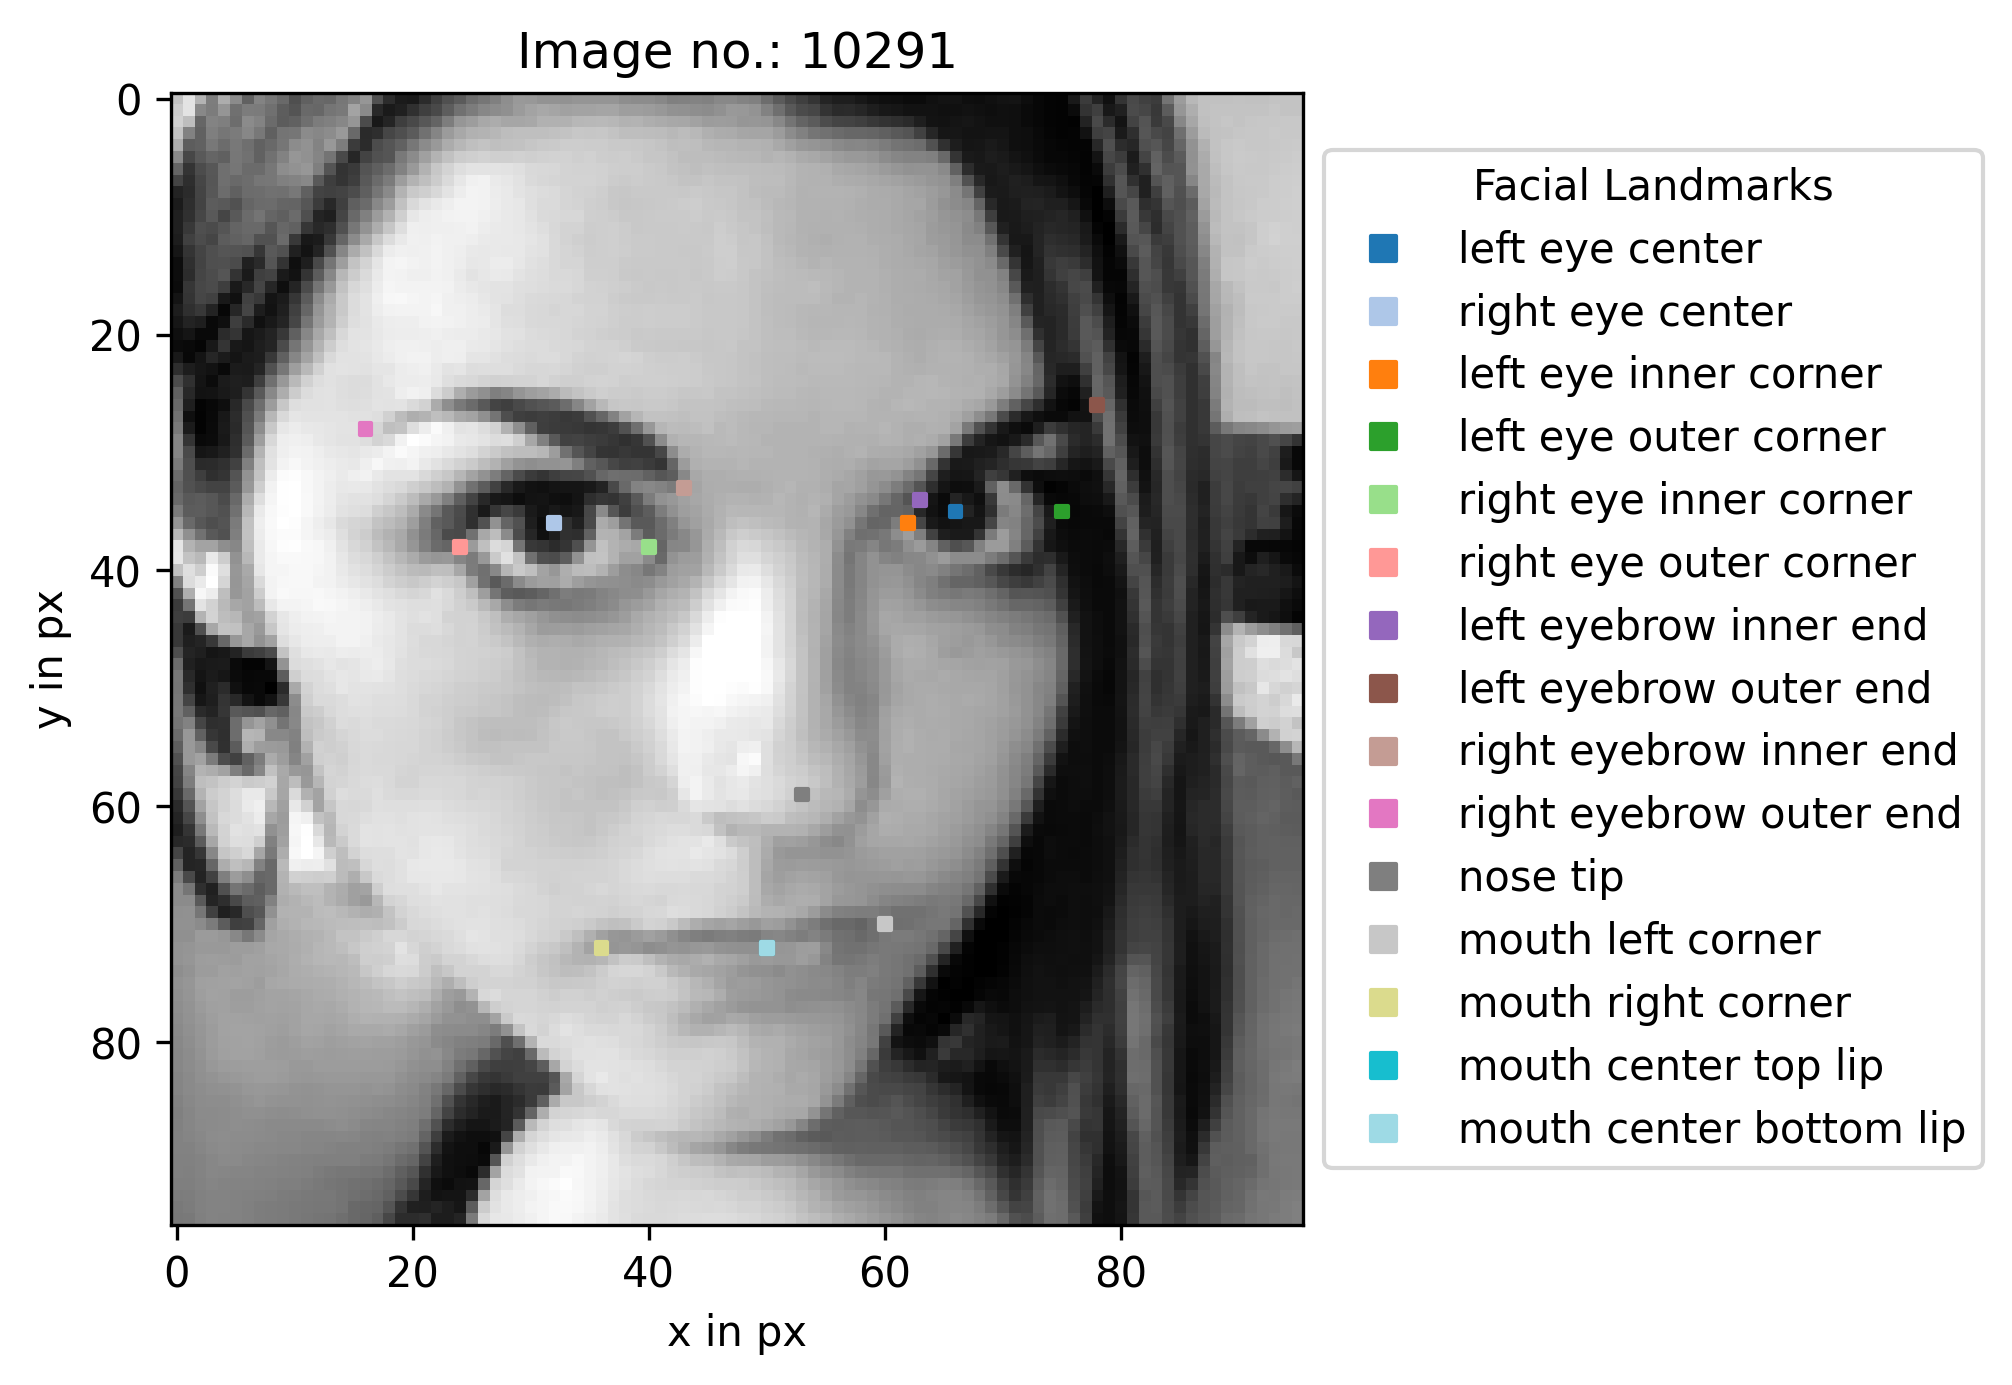 Image no.: 10291
0
20
40
60
80
y in px
0 20 40 60 80
x in px
Facial Landmarks
left eye center
right eye center
left eye inner corner
left eye outer corner
right eye inner corner
right eye outer corner
left eyebrow inner end
left eyebrow outer end
right eyebrow inner end
right eyebrow outer end
nose tip
mouth left corner
mouth right corner
mouth center top lip
mouth center bottom lip